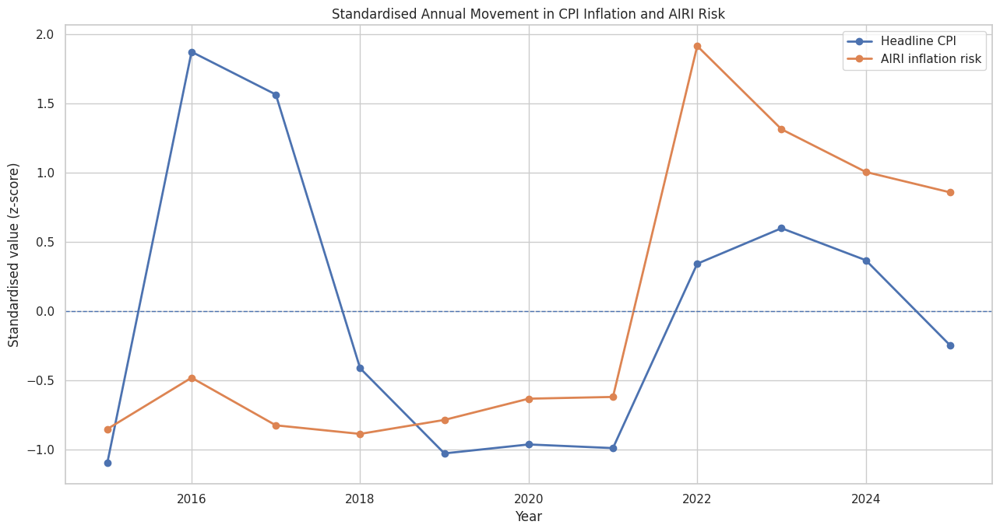 Standardised Annual Movement in CPI Inflation and AIRI Risk
Headline CPI
AIRI inflation risk
Standardised value (z-score)
2.0
1.5
1.0
0.5
0.0
−0.5
−1.0
2016
2018
2020
2022
2024
Year